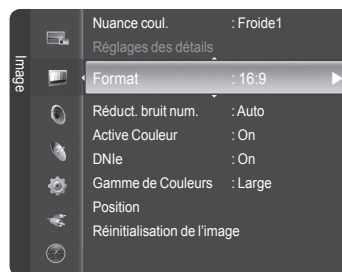 Image
Nuance coul. : Froide1
Réglages des détails
Format : 16:9
Réduct. bruit num. : Auto
Active Couleur : On
DNIe : On
Gamme de Couleurs : Large
Position
Réinitialisation de l'image